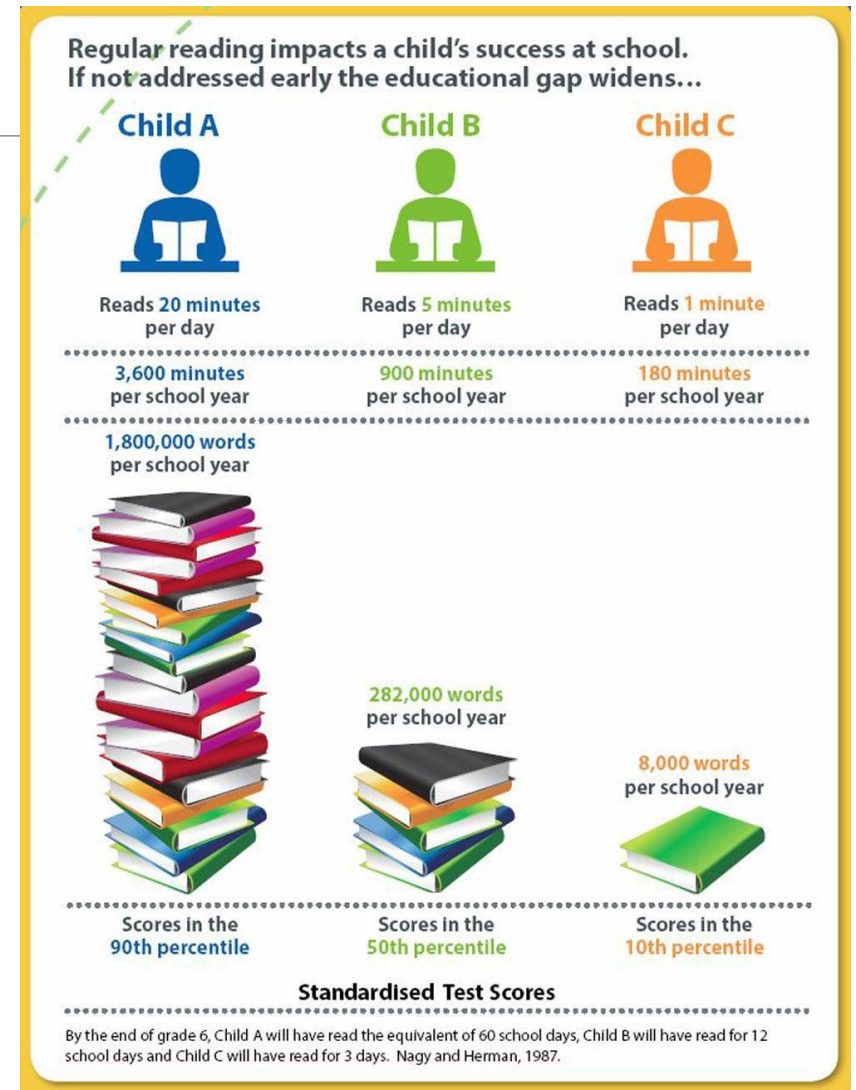 Regular reading impacts a child's success at school.
If not addressed early the educational gap widens...
Child A
Child B
Child C
Reads 20 minutes
per day
Reads 5 minutes
per day
Reads 1 minute
per day
3,600 minutes
per school year
900 minutes
per school year
180 minutes
per school year
1,800,000 words
per school year
282,000 words
per school year
8,000 words
per school year
Scores in the
90th percentile
Scores in the
50th percentile
Scores in the
10th percentile
Standardised Test Scores
By the end of grade 6, Child A will have read the equivalent of 60 school days, Child B will have read for 12
school days and Child C will have read for 3 days. Nagy and Herman, 1987.